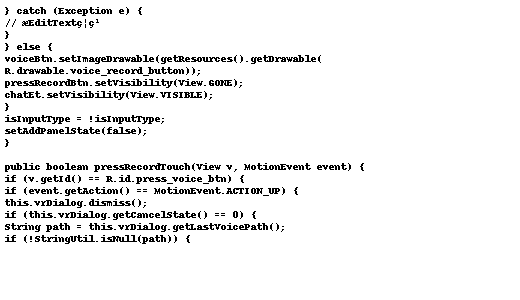 } catch (Exception e) {
// æEditTextç¦ç¹
}
} else {
voiceBtn.setImageDrawable(getResources().getDrawable(
R.drawable.voice_record_button));
pressRecordBtn.setVisibility(View.GONE);
chatEt.setVisibility(View.VISIBLE);
}
isInputType = !isInputType;
setAddPanelState(false);
}

public boolean pressRecordTouch(View v, MotionEvent event) {
if (v.getId() == R.id.press_voice_btn) {
if (event.getAction() == MotionEvent.ACTION_UP) {
this.vrDialog.dismiss();
if (this.vrDialog.getCancelState() == 0) {
String path = this.vrDialog.getLastVoicePath();
if (!StringUtil.isNull(path)) {